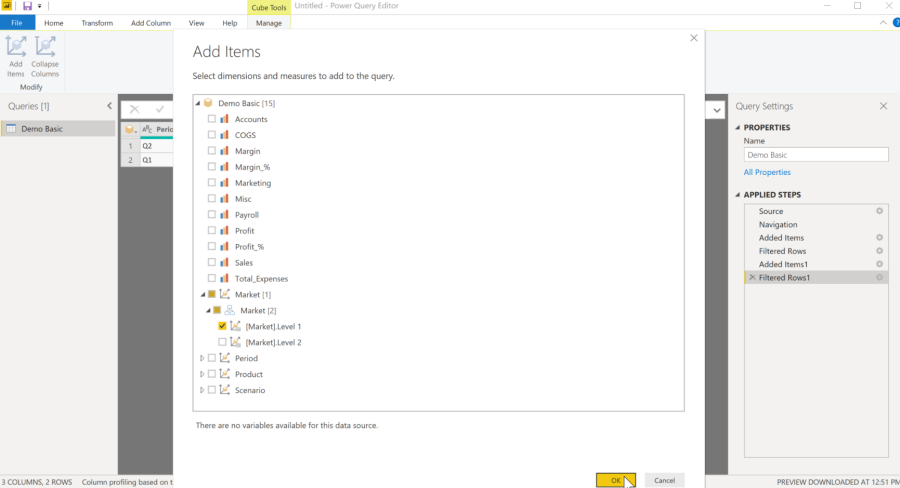 Cube Tools
Untitled - Power Query Editor
File
Home
Transform
Add Column
View
Help
Manage
Add Items
Collapse Columns
Modify
Queries [1]
Demo Basic
Perio
1 Q2
2 Q1
Add Items
Select dimensions and measures to add to the query.
Demo Basic [15]
Accounts
COGS
Margin
Margin_%
Marketing
Misc
Payroll
Profit
Profit_%
Sales
Total_Expenses
Market [1]
Market [2]
[Market].Level 1
[Market].Level 2
Period
Product
Scenario
There are no variables available for this data source.
OK
Cancel
Query Settings
PROPERTIES
Name
Demo Basic
All Properties
APPLIED STEPS
Source
Navigation
Added Items
Filtered Rows
Added Items1
Filtered Rows1
3 COLUMNS, 2 ROWS
Column profiling based on t
PREVIEW DOWNLOADED AT 12:51 PM